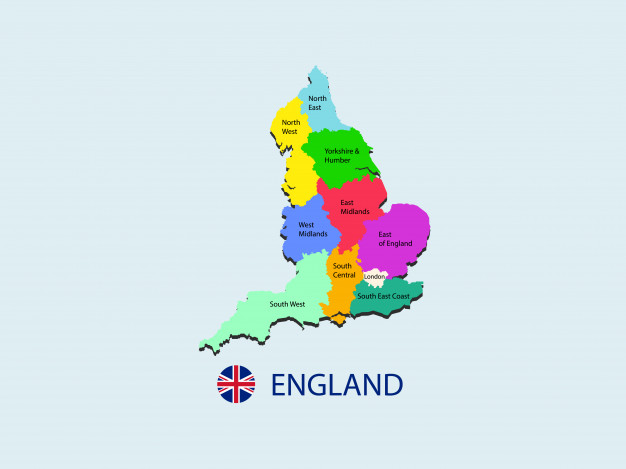 North
East
North
West
Yorkshire &
Humber
East
Midlands
West
Midlands
East
of England
South
Central
London
South East Coast
South West
ENGLAND